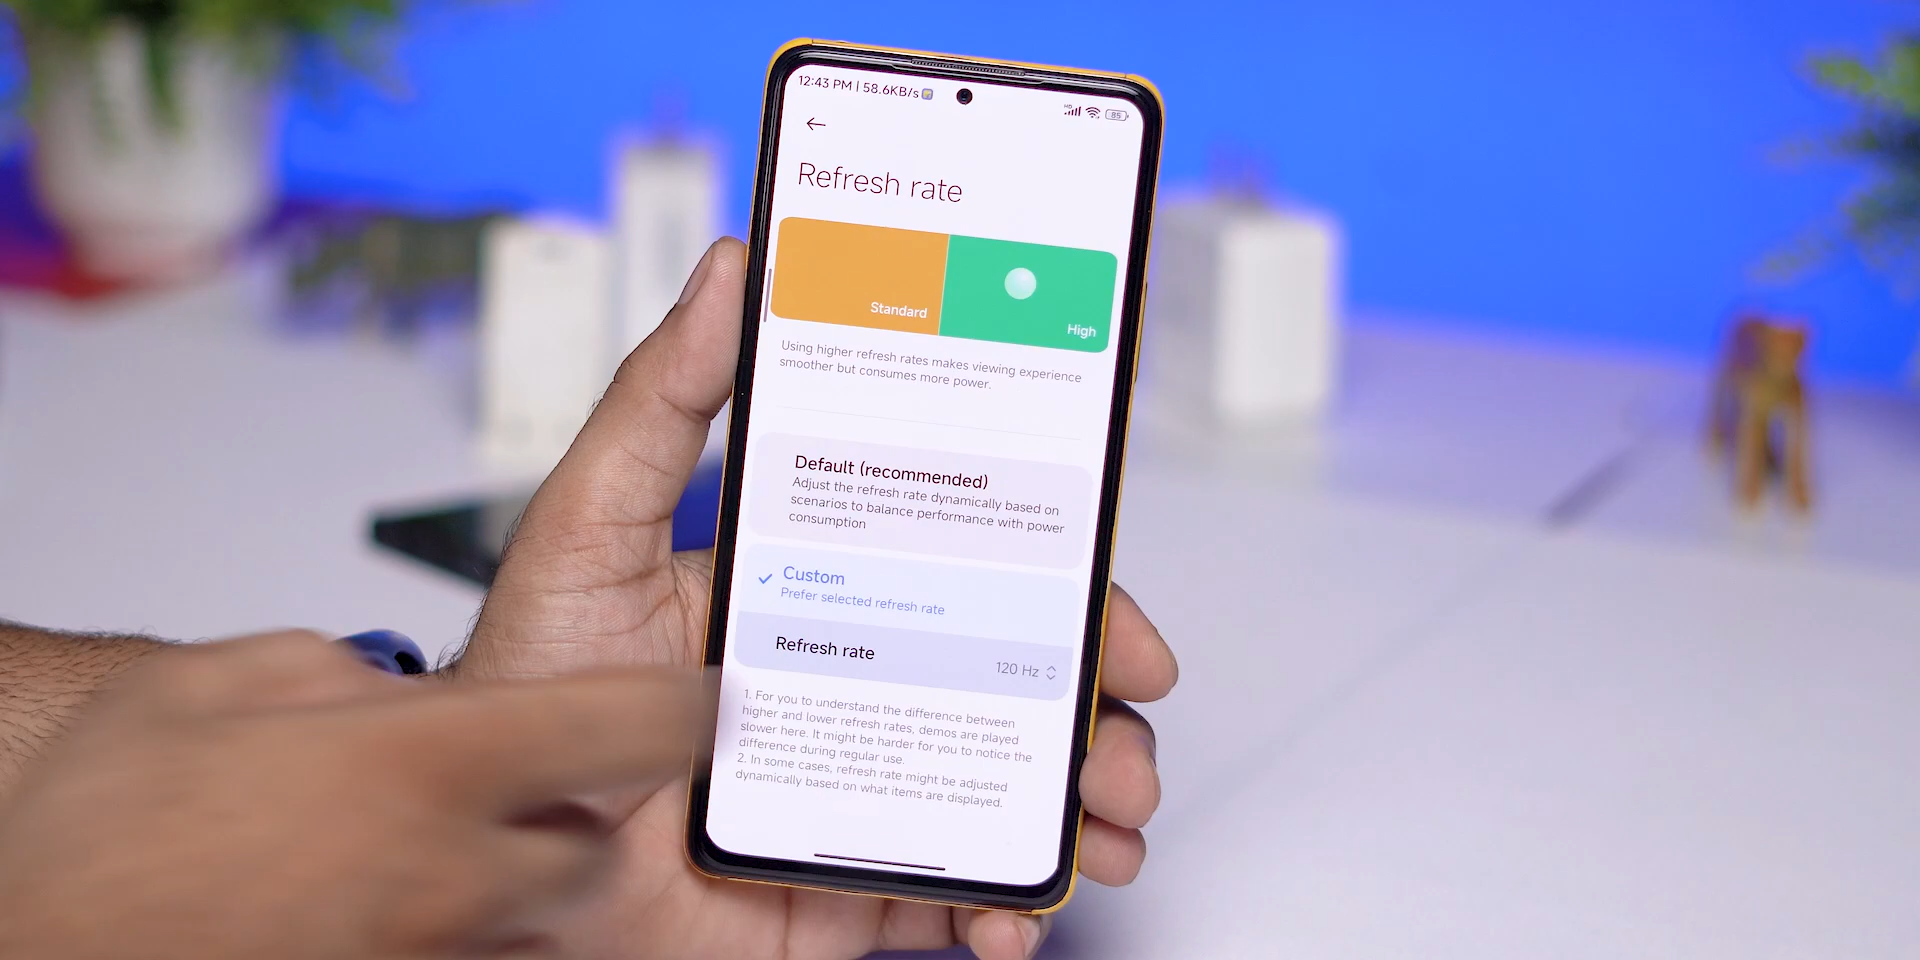 12:43 PM | 58.6KB/s
HD
85
Refresh rate
Standard
High
Using higher refresh rates makes viewing experience
smoother but consumes more power.
Default (recommended)
Adjust the refresh rate dynamically based on
scenarios to balance performance with power
consumption
Custom
Prefer selected refresh rate
Refresh rate
120 Hz
1. For you to understand the difference between
higher and lower refresh rates, demos are played
slower here. It might be harder for you to notice the
difference during regular use.
2. In some cases, refresh rate might be adjusted
dynamically based on what items are displayed.